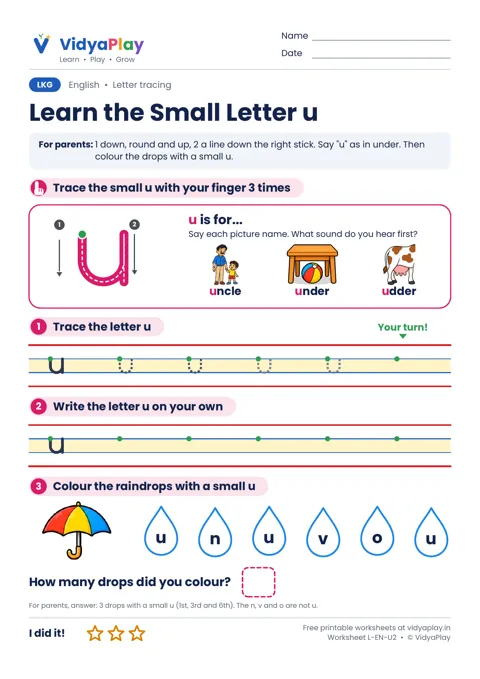 VidyaPlay
Learn • Play • Grow
Name
Date
LKG English • Letter tracing
Learn the Small Letter u
For parents: 1 down, round and up, 2 a line down the right stick. Say "u" as in under. Then
colour the drops with a small u.
Trace the small u with your finger 3 times
1 2
u
u is for...
Say each picture name. What sound do you hear first?
uncle under udder
1 Trace the letter u
Your turn!
u u u u u
2 Write the letter u on your own
u
3 Colour the raindrops with a small u
u n u v o u
How many drops did you colour?
For parents, answer: 3 drops with a small u (1st, 3rd and 6th). The n, v and o are not u.
I did it!
Free printable worksheets at vidyaplay.in
Worksheet L-EN-U2 • © VidyaPlay